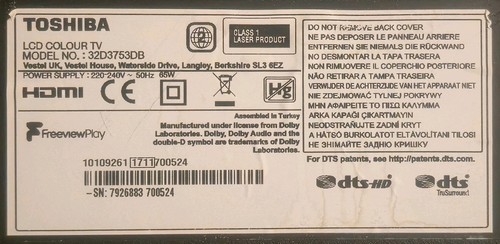 TOSHIBA
LCD COLOUR TV
MODEL NO. : 32D3753DB
Vestel UK, Vestel House, Waterside Drive, Langley, Berkshire SL3 6EZ
POWER SUPPLY : 220-240V ~ 50Hz 65W
CLASS 1
LASER PRODUCT
HDMI
CE
Hg
Assembled in Turkey
Manufactured under license from Dolby
Laboratories. Dolby, Dolby Audio and the
double-D symbol are trademarks of Dolby
Laboratories.
FreeviewPlay
10109261 1711 700524
-SN: 7926883 700524
DO NOT REMOVE BACK COVER
NE PAS DEPOSER LE PANNEAU ARRIERE
ENTFERNEN SIE NIEMALS DIE RÜCKWAND
NO DESMONTAR LA TAPA TRASERA
NON RIMUOVERE IL COPERCHIO POSTERIORE
NÃO RETIRAR A TAMPA TRASEIRA
VERWIJDER DE ACHTERZIJDE VAN HET APPARAAT NET
NIE ZDEJMOWAĆ TYLNEJ POKRYWY
ΜΗΝ ΑΦΑΙΡΕΙΤΕ ΤΟ ΠΙΣΩ ΚΑΛΥΜΜΑ
ARKA KAPAĞI ÇIKARTMAYIN
NEODSTRAŇUJTE ZADNÍ KRYT
A HÁTSÓ BURKOLATOT ELTÁVOLÍTANI TILOS!
НЕ ЗНІМАЙТЕ ЗАДНЮ КРИШКУ
For DTS patents, see http://patents.dts.com.
dts-HD
dts
TruSurround